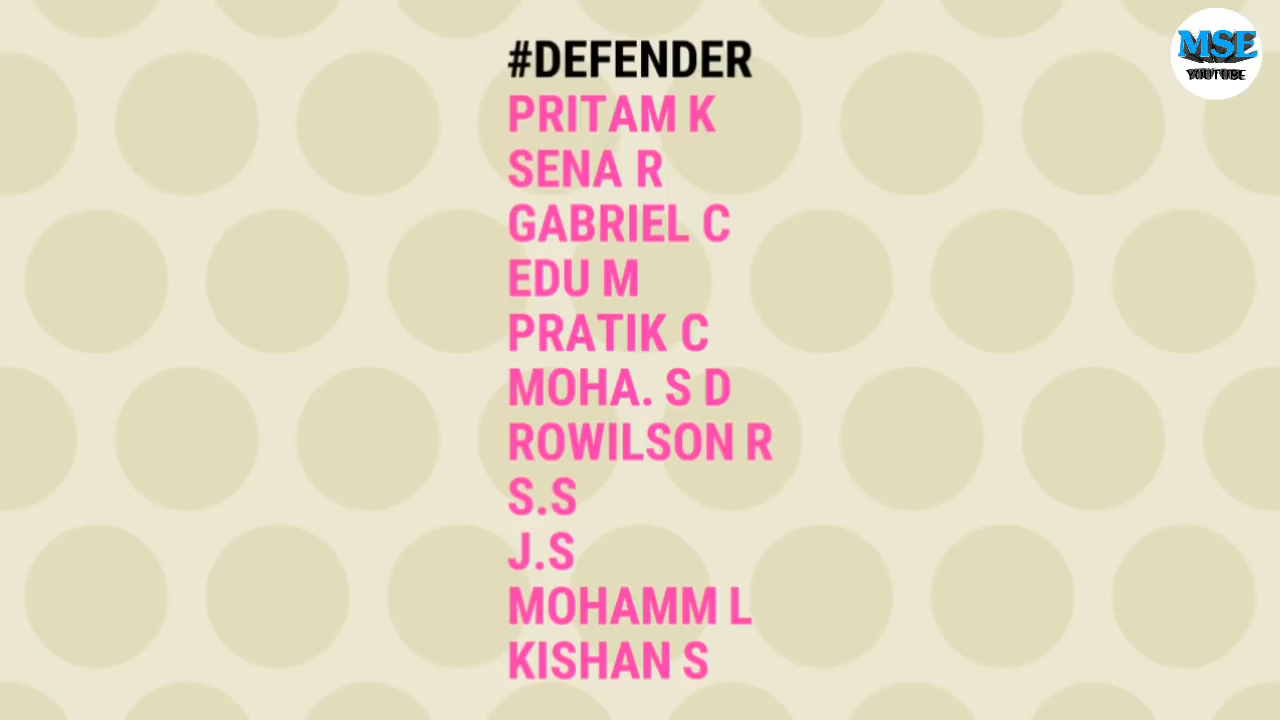 #DEFENDER
PRITAM K
SENA R
GABRIEL C
EDU M
PRATIK C
MOHA. S D
ROWILSON R
S.S
J.S
MOHAMM L
KISHAN S
MSE
YOUTUBE